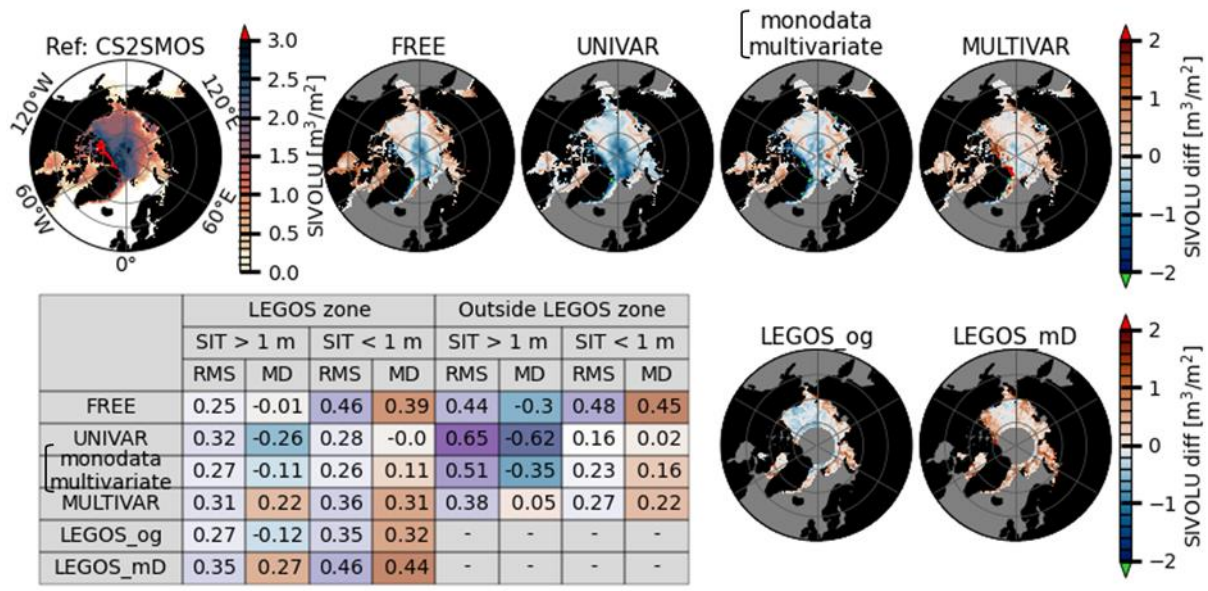 Ref: CS2SMOS
FREE
UNIVAR
monodata
multivariate
MULTIVAR
120°W
120°E
60°W
60°E
0°
3.0
2.5
2.0
1.5
1.0
0.5
0.0
SIVOLU [m³/m²]
2
1
0
−1
−2
SIVOLU diff [m³/m²]
LEGOS zone Outside LEGOS zone
SIT > 1 m SIT < 1 m SIT > 1 m SIT < 1 m
RMS MD RMS MD RMS MD RMS MD
FREE 0.25 -0.01 0.46 0.39 0.44 -0.3 0.48 0.45
UNIVAR 0.32 -0.26 0.28 -0.0 0.65 -0.62 0.16 0.02
monodata
multivariate 0.27 -0.11 0.26 0.11 0.51 -0.35 0.23 0.16
MULTIVAR 0.31 0.22 0.36 0.31 0.38 0.05 0.27 0.22
LEGOS_og 0.27 -0.12 0.35 0.32 - - - -
LEGOS_mD 0.35 0.27 0.46 0.44 - - - -
LEGOS_og
LEGOS_mD
2
1
0
−1
−2
SIVOLU diff [m³/m²]